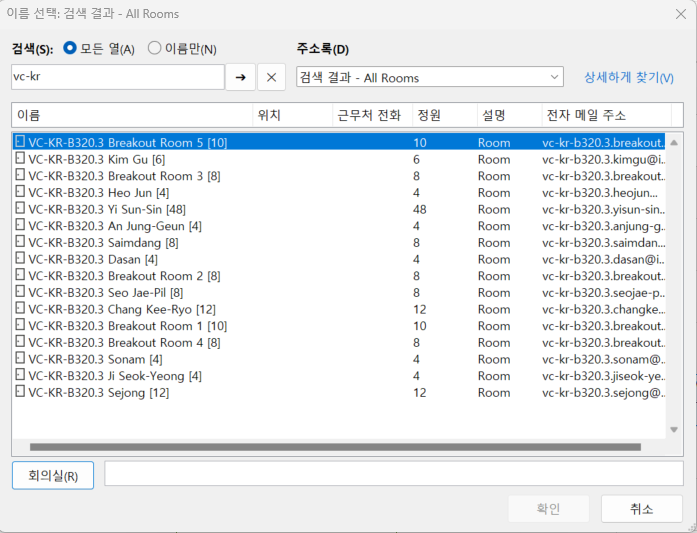 이름 선택: 검색 결과 - All Rooms
검색(S): 모든 열(A) 이름만(N) 주소록(D)
vc-kr 검색 결과 - All Rooms 상세하게 찾기(V)
이름 위치 근무처 전화 정원 설명 전자 메일 주소
VC-KR-B320.3 Breakout Room 5 [10] 10 Room vc-kr-b320.3.breakout...
VC-KR-B320.3 Kim Gu [6] 6 Room vc-kr-b320.3.kimgu@i...
VC-KR-B320.3 Breakout Room 3 [8] 8 Room vc-kr-b320.3.breakout...
VC-KR-B320.3 Heo Jun [4] 4 Room vc-kr-b320.3.heojun...
VC-KR-B320.3 Yi Sun-Sin [48] 48 Room vc-kr-b320.3.yisun-sin...
VC-KR-B320.3 An Jung-Geun [4] 4 Room vc-kr-b320.3.anjung-g...
VC-KR-B320.3 Saimdang [8] 8 Room vc-kr-b320.3.saimdan...
VC-KR-B320.3 Dasan [4] 4 Room vc-kr-b320.3.dasan@i...
VC-KR-B320.3 Breakout Room 2 [8] 8 Room vc-kr-b320.3.breakout...
VC-KR-B320.3 Seo Jae-Pil [8] 8 Room vc-kr-b320.3.seojae-p...
VC-KR-B320.3 Chang Kee-Ryo [12] 12 Room vc-kr-b320.3.changke...
VC-KR-B320.3 Breakout Room 1 [10] 10 Room vc-kr-b320.3.breakout...
VC-KR-B320.3 Breakout Room 4 [8] 8 Room vc-kr-b320.3.breakout...
VC-KR-B320.3 Sonam [4] 4 Room vc-kr-b320.3.sonam@...
VC-KR-B320.3 Ji Seok-Yeong [4] 4 Room vc-kr-b320.3.jiseok-ye...
VC-KR-B320.3 Sejong [12] 12 Room vc-kr-b320.3.sejong@...
회의실(R)
확인 취소